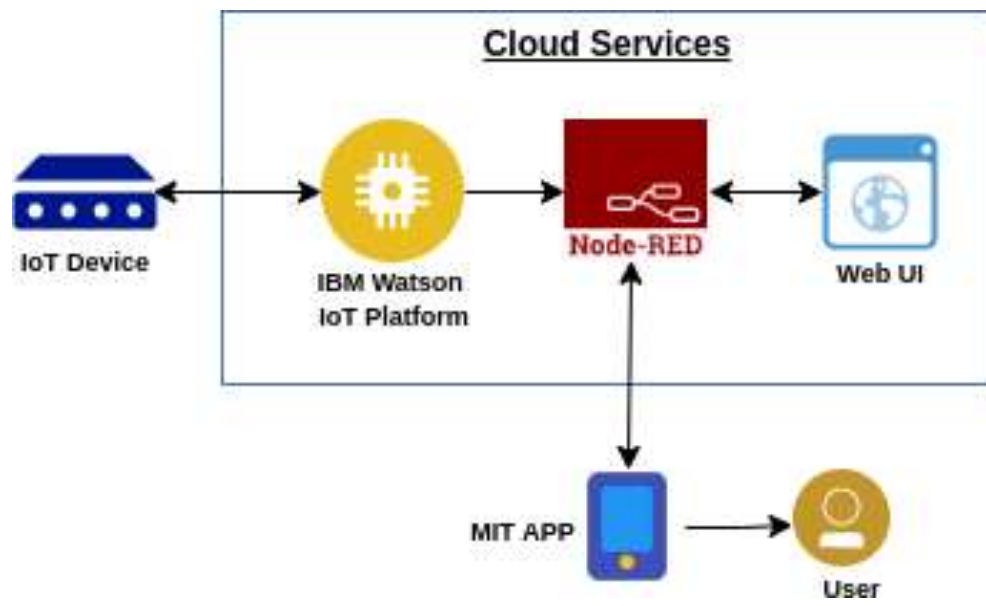 Cloud Services
IoT Device
IBM Watson
IoT Platform
Node-RED
Web UI
MIT APP
User